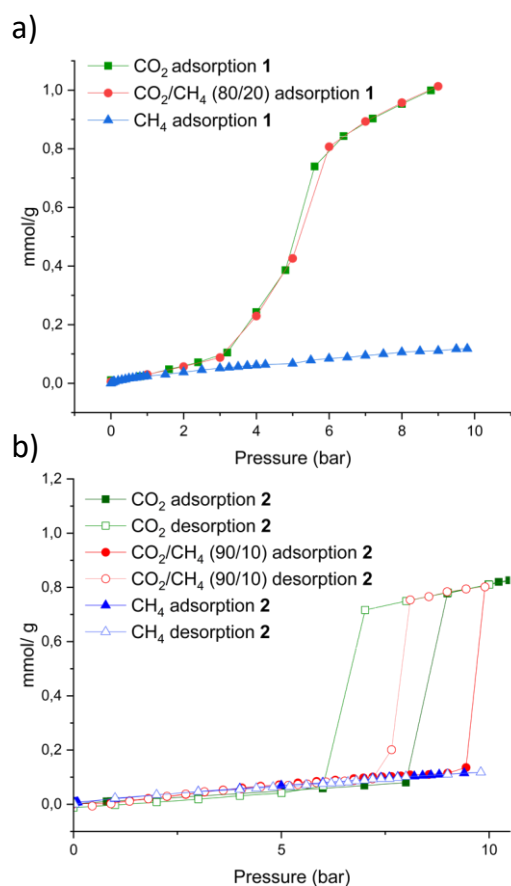 a)
CO₂ adsorption 1
CO₂/CH₄ (80/20) adsorption 1
CH₄ adsorption 1
1,0
0,8
0,6
0,4
0,2
0,0
mmol/g
0 2 4 6 8 10
Pressure (bar)
b)
CO₂ adsorption 2
CO₂ desorption 2
CO₂/CH₄ (90/10) adsorption 2
CO₂/CH₄ (90/10) desorption 2
CH₄ adsorption 2
CH₄ desorption 2
1,2
1,0
0,8
0,6
0,4
0,2
0,0
mmol/ g
0 5 10
Pressure (bar)